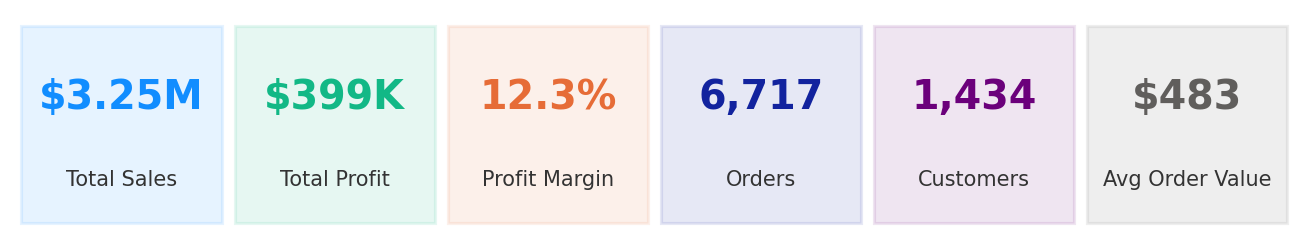 $3.25M
Total Sales
$399K
Total Profit
12.3%
Profit Margin
6,717
Orders
1,434
Customers
$483
Avg Order Value